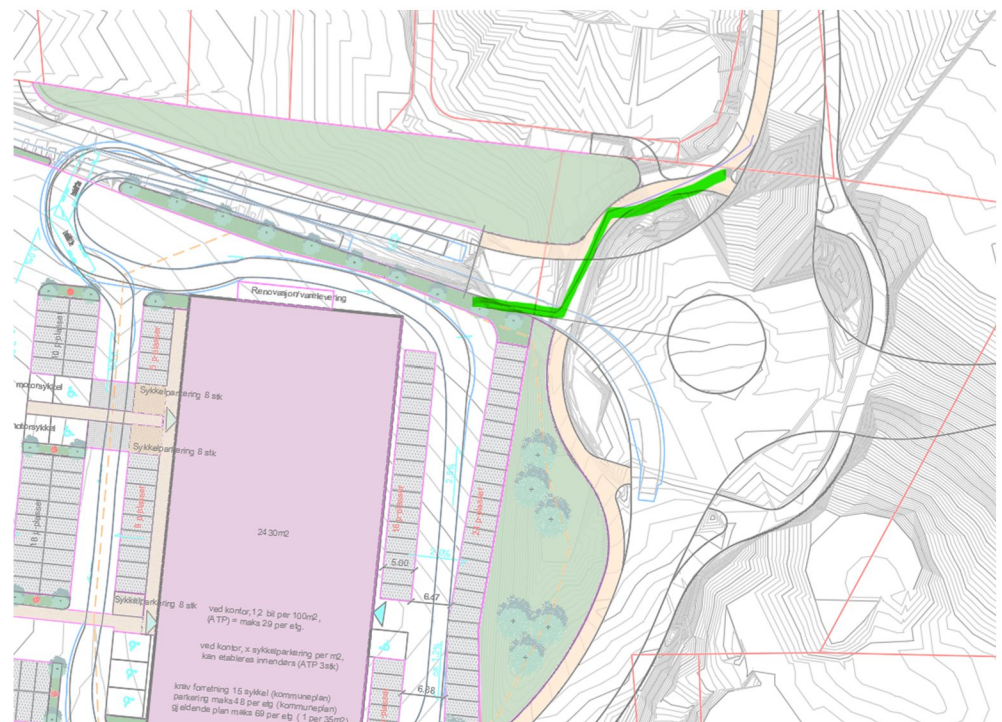 Renovasjon/varelevering
10 p-plasser
5 p-plasser
motorsykkel
Sykkelparkering 8 stk
motorsykkel
Sykkelparkering 8 stk
18 p-plasser
8 p-plasser
16 p-plasser
2430m2
5.00
6.47
Sykkelparkering 8 stk
ved kontor, 1,2 bil per 100m2,
(ATP) = maks 29 per etg.
ved kontor, x sykkelparkering per m2,
kan etableres innendørs (ATP 3stk)
6.88
krav forretning 15 sykkel (kommuneplan)
parkering maks 48 per etg (kommuneplan)
gjeldende plan maks 69 per etg ( 1 per 35m2)